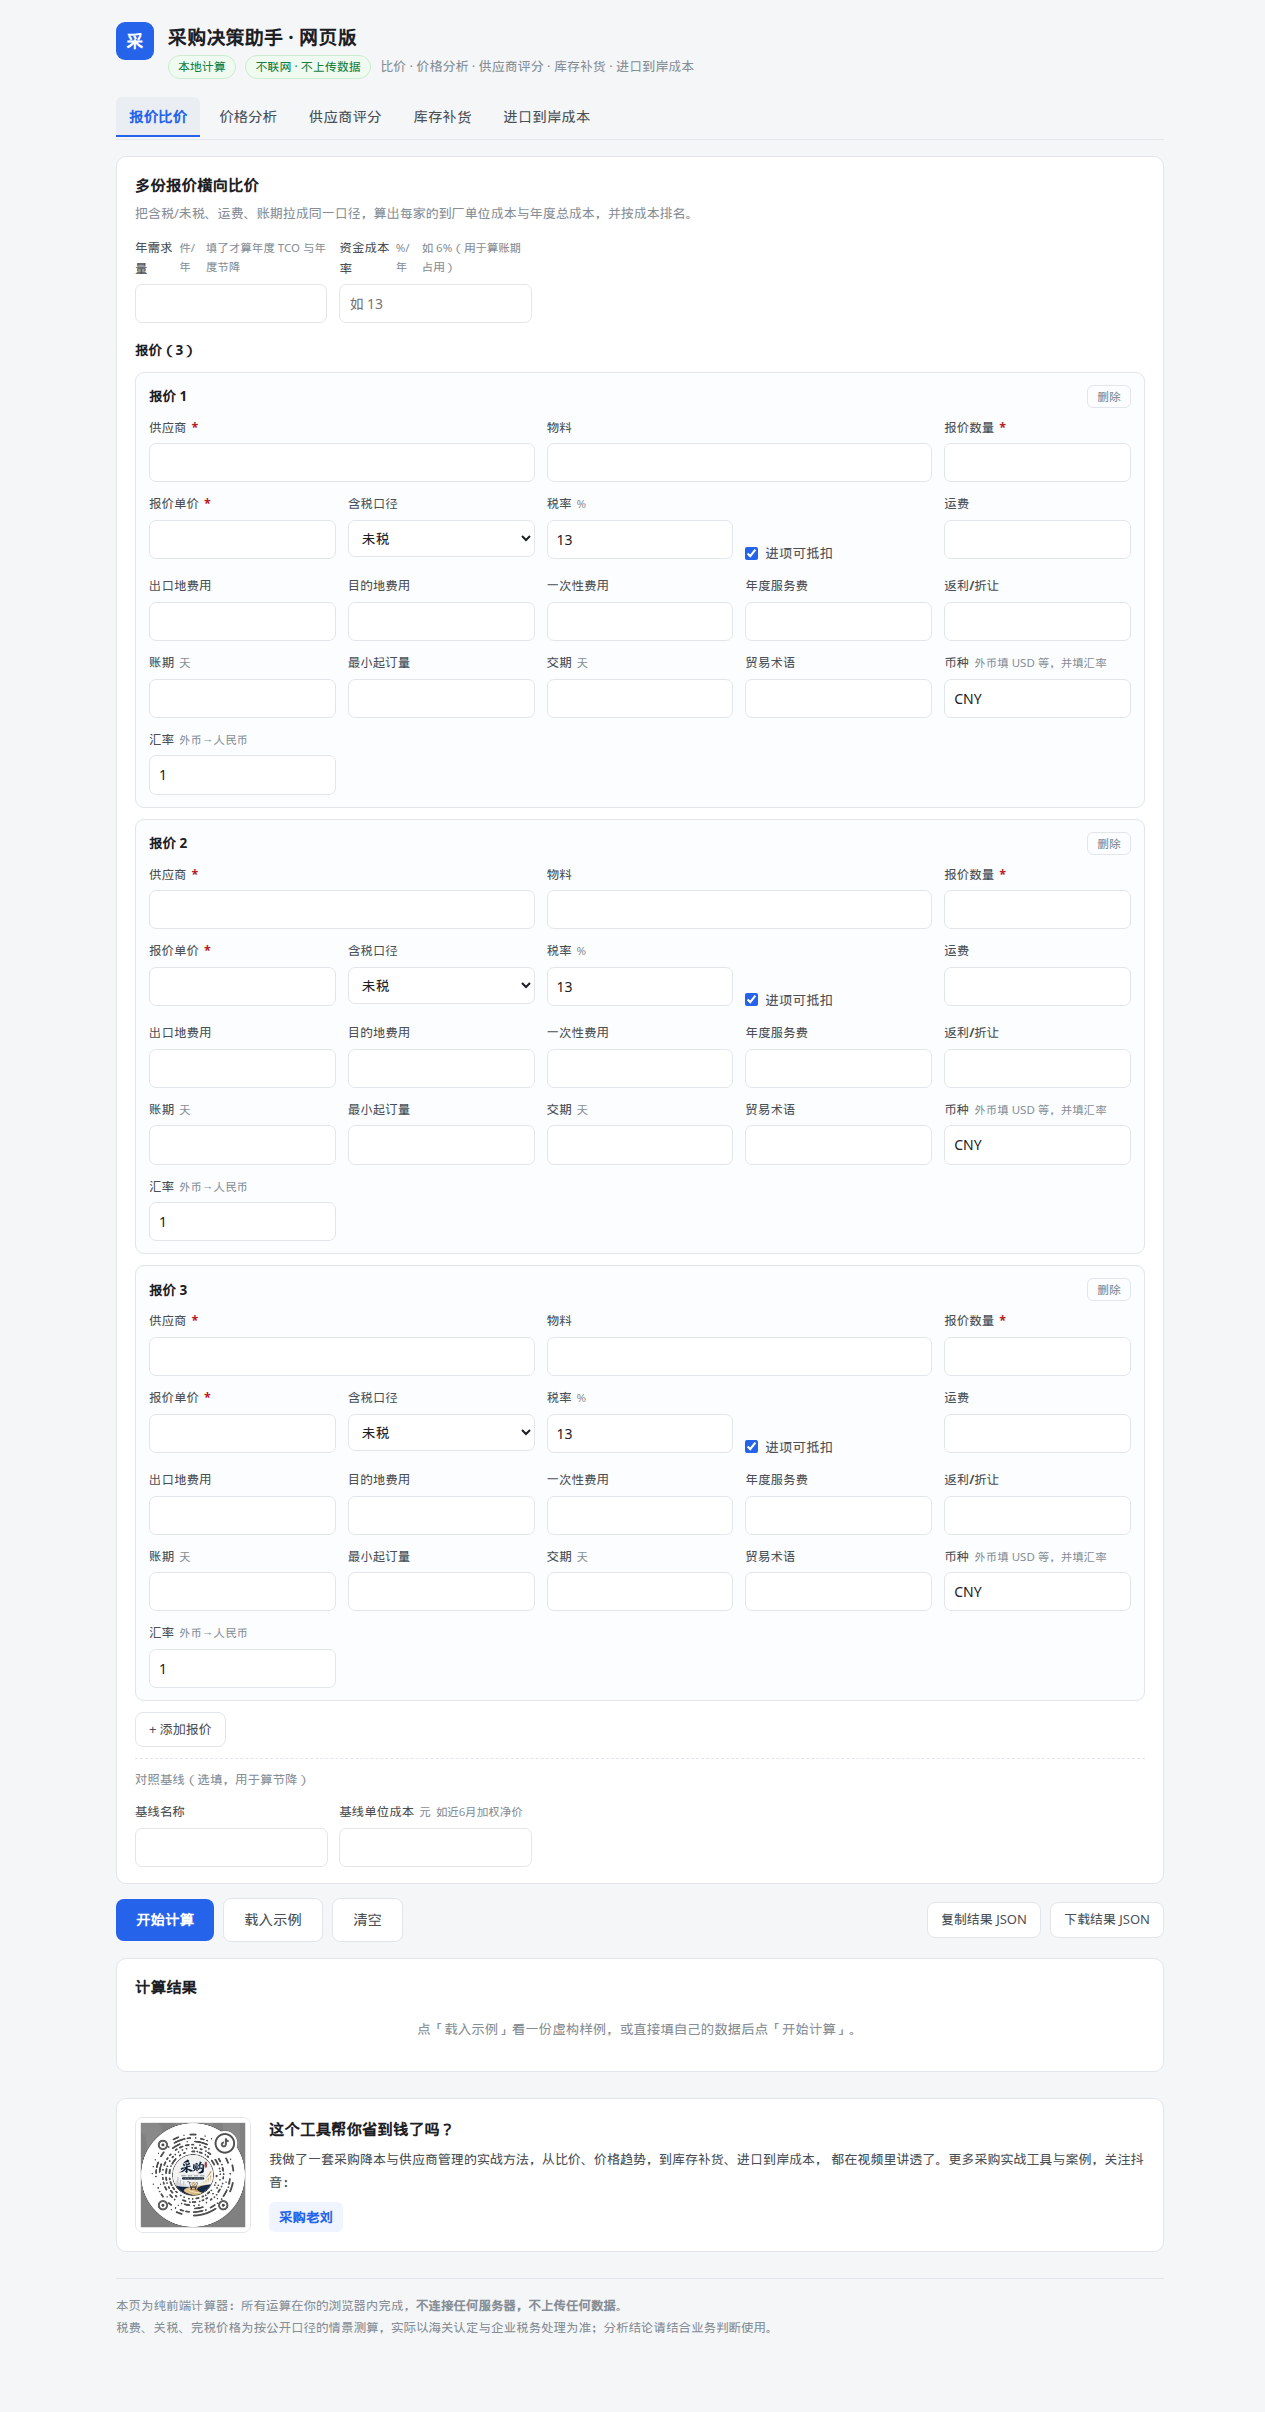 采
采购决策助手 · 网页版
本地计算 不联网 · 不上传数据 比价 · 价格分析 · 供应商评分 · 库存补货 · 进口到岸成本
报价比价 价格分析 供应商评分 库存补货 进口到岸成本
多份报价横向比价
把含税/未税、运费、账期拉成同一口径，算出每家的到厂单位成本与年度总成本，并按成本排名。
年需求量 件/年 填了才算年度 TCO 与年度节降 资金成本率 %/年 如 6%（用于算账期占用）
如 13
报价（3）
报价 1 删除
供应商 * 物料 报价数量 *
报价单价 * 含税口径 税率 % 运费
未税 13 进项可抵扣
出口地费用 目的地费用 一次性费用 年度服务费 返利/折让
账期 天 最小起订量 交期 天 贸易术语 币种 外币填 USD 等，并填汇率
CNY
汇率 外币→人民币
1
报价 2 删除
供应商 * 物料 报价数量 *
报价单价 * 含税口径 税率 % 运费
未税 13 进项可抵扣
出口地费用 目的地费用 一次性费用 年度服务费 返利/折让
账期 天 最小起订量 交期 天 贸易术语 币种 外币填 USD 等，并填汇率
CNY
汇率 外币→人民币
1
报价 3 删除
供应商 * 物料 报价数量 *
报价单价 * 含税口径 税率 % 运费
未税 13 进项可抵扣
出口地费用 目的地费用 一次性费用 年度服务费 返利/折让
账期 天 最小起订量 交期 天 贸易术语 币种 外币填 USD 等，并填汇率
CNY
汇率 外币→人民币
1
+ 添加报价
对照基线（选填，用于算节降）
基线名称 基线单位成本 元 如近6月加权净价
开始计算 载入示例 清空 复制结果 JSON 下载结果 JSON
计算结果
点「载入示例」看一份虚构样例，或直接填自己的数据后点「开始计算」。
采购
这个工具帮你省到钱了吗？
我做了一套采购降本与供应商管理的实战方法，从比价、价格趋势，到库存补货、进口到岸成本， 都在视频里讲透了。更多采购实战工具与案例，关注抖
音：
采购老刘
本页为纯前端计算器：所有运算在你的浏览器内完成，不连接任何服务器，不上传任何数据。
税费、关税、完税价格为按公开口径的情景测算，实际以海关认定与企业税务处理为准；分析结论请结合业务判断使用。